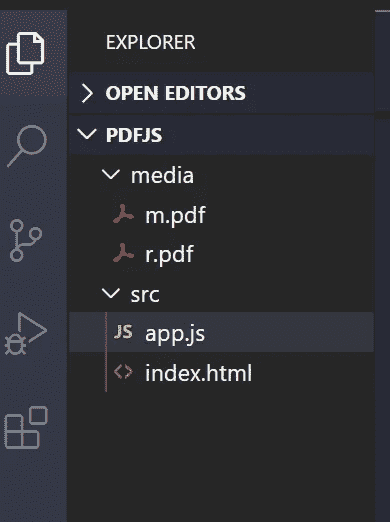 EXPLORER
OPEN EDITORS
PDFJS
media
m.pdf
r.pdf
src
JS app.js
<> index.html